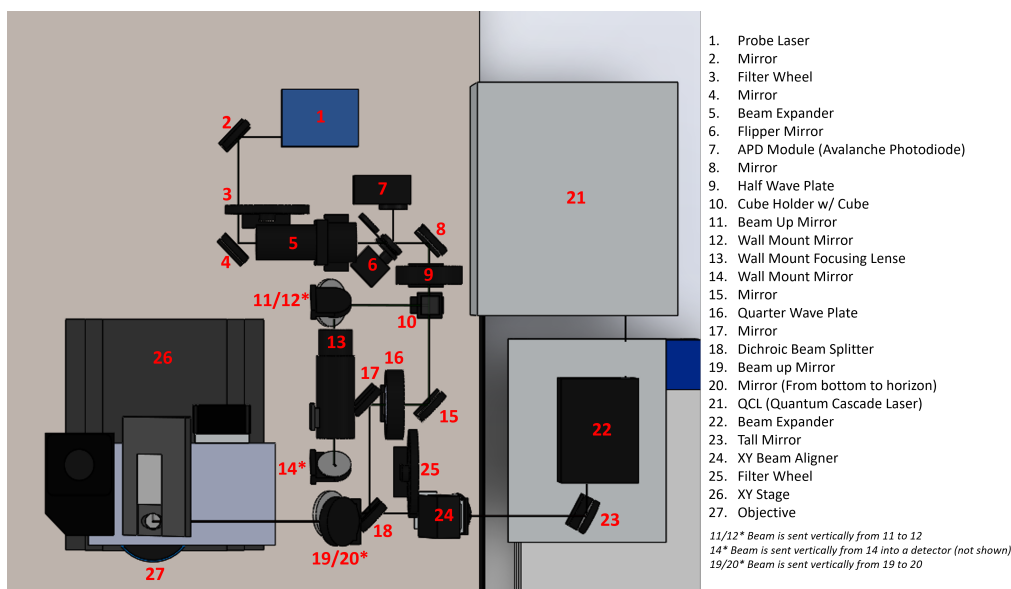 1
2
3
4
5
6
7
8
9
10
11/12*
13
14*
15
16
17
18
19/20*
21
22
23
24
25
26
27
1. Probe Laser
2. Mirror
3. Filter Wheel
4. Mirror
5. Beam Expander
6. Flipper Mirror
7. APD Module (Avalanche Photodiode)
8. Mirror
9. Half Wave Plate
10. Cube Holder w/ Cube
11. Beam Up Mirror
12. Wall Mount Mirror
13. Wall Mount Focusing Lense
14. Wall Mount Mirror
15. Mirror
16. Quarter Wave Plate
17. Mirror
18. Dichroic Beam Splitter
19. Beam up Mirror
20. Mirror (From bottom to horizon)
21. QCL (Quantum Cascade Laser)
22. Beam Expander
23. Tall Mirror
24. XY Beam Aligner
25. Filter Wheel
26. XY Stage
27. Objective
11/12* Beam is sent vertically from 11 to 12
14* Beam is sent vertically from 14 into a detector (not shown)
19/20* Beam is sent vertically from 19 to 20